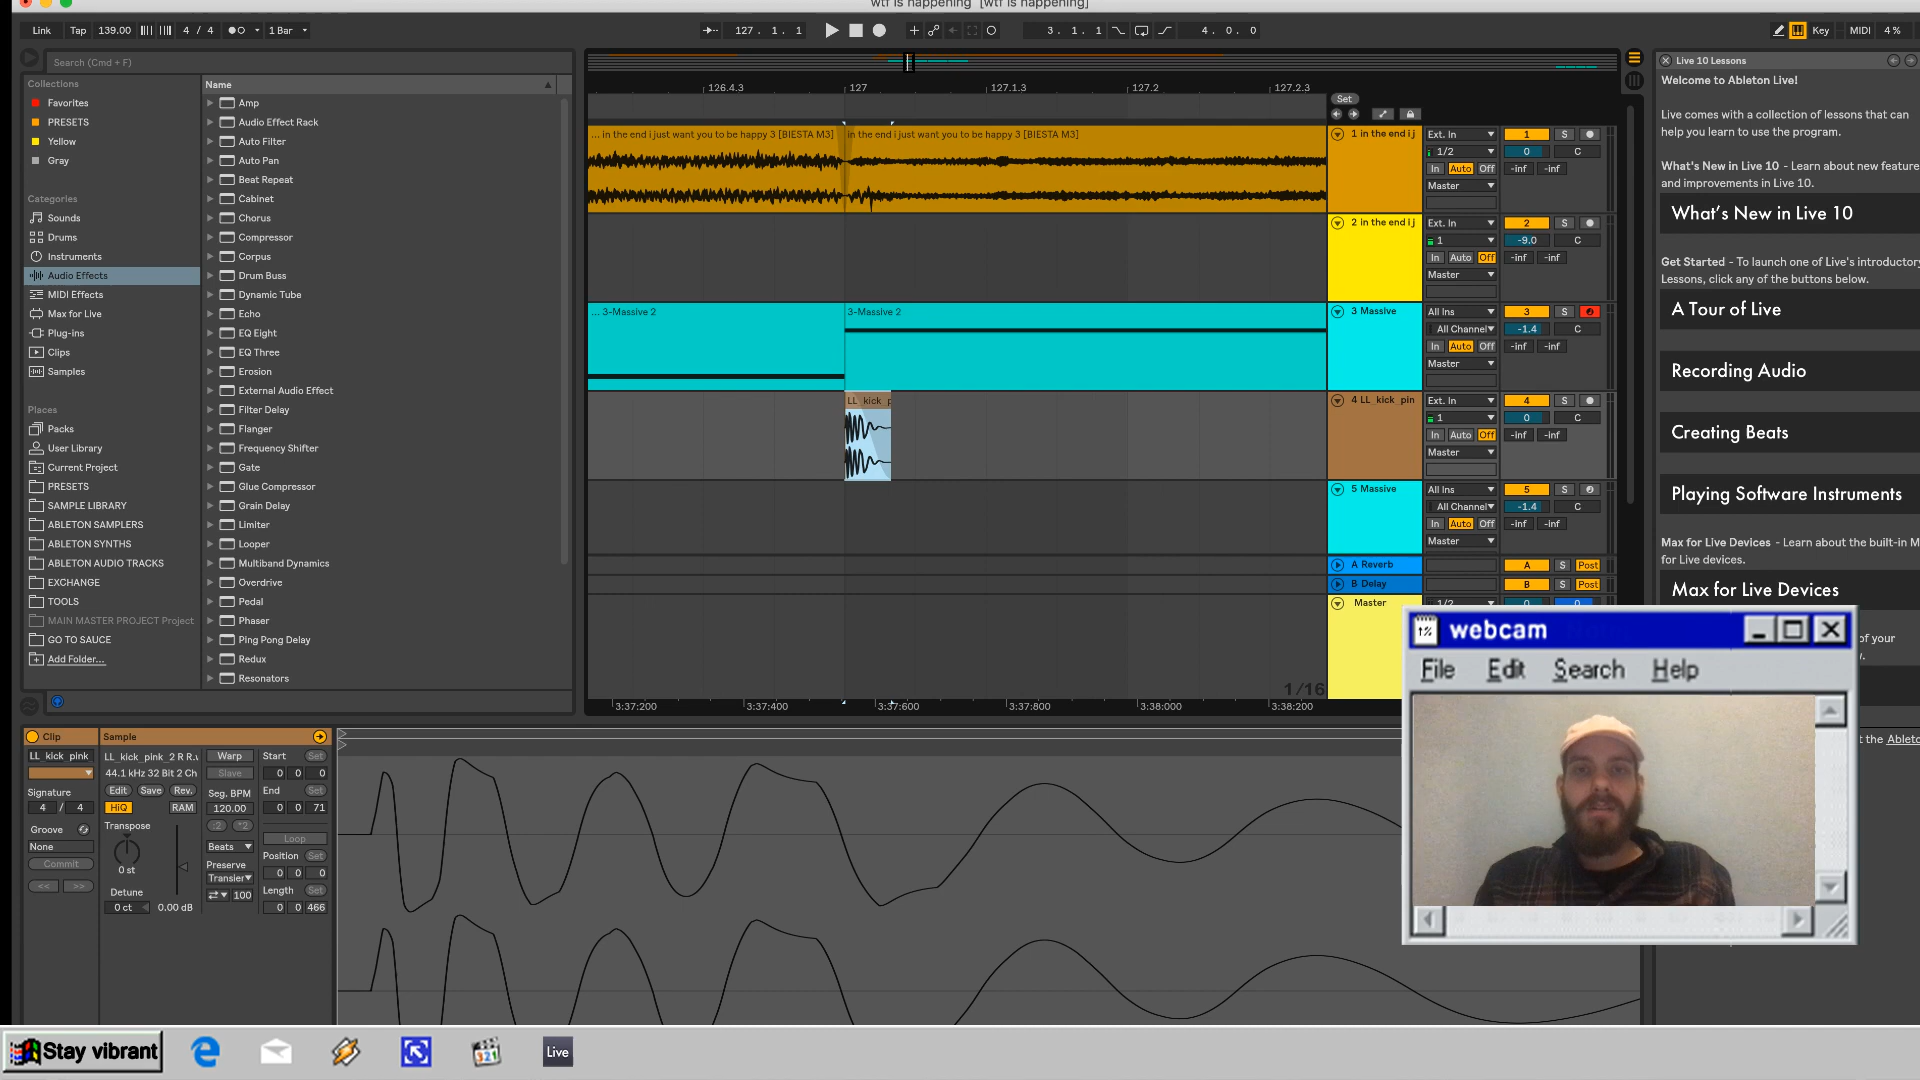 wtf is happening [wtf is happening]
Link Tap 139.00 4 / 4 1 Bar 127 . 1 . 1 3 . 1 . 1 4 . 0 . 0 Key MIDI 4 %
Search (Cmd + F)
Collections
Favorites
PRESETS
Yellow
Gray
Categories
Sounds
Drums
Instruments
Audio Effects
MIDI Effects
Max for Live
Plug-ins
Clips
Samples
Places
Packs
User Library
Current Project
PRESETS
SAMPLE LIBRARY
ABLETON SAMPLERS
ABLETON SYNTHS
ABLETON AUDIO TRACKS
EXCHANGE
TOOLS
MAIN MASTER PROJECT Project
GO TO SAUCE
Add Folder...
Name
Amp
Audio Effect Rack
Auto Filter
Auto Pan
Beat Repeat
Cabinet
Chorus
Compressor
Corpus
Drum Buss
Dynamic Tube
Echo
EQ Eight
EQ Three
Erosion
External Audio Effect
Filter Delay
Flanger
Frequency Shifter
Gate
Glue Compressor
Grain Delay
Limiter
Looper
Multiband Dynamics
Overdrive
Pedal
Phaser
Ping Pong Delay
Redux
Resonators
126.4.3 127 127.1.3 127.2 127.2.3
Set
... in the end i just want you to be happy 3 [BIESTA M3] in the end i just want you to be happy 3 [BIESTA M3]
... 3-Massive 2 3-Massive 2
LL_kick_p
1/16
3:37:200 3:37:400 3:37:600 3:37:800 3:38:000 3:38:200
1 in the end i j Ext. In 1 S
1/2 0 C
In Auto Off -inf -inf
Master
2 in the end i j Ext. In 2 S
1 -9.0 C
In Auto Off -inf -inf
Master
3 Massive All Ins 3 S
All Channel -1.4 C
In Auto Off -inf -inf
Master
4 LL_kick_pin Ext. In 4 S
1 0 C
In Auto Off -inf -inf
Master
5 Massive All Ins 5 S
All Channel -1.4 C
In Auto Off -inf -inf
Master
A Reverb A S Post
B Delay B S Post
Master 1/2 0 0
Live 10 Lessons
Welcome to Ableton Live!
Live comes with a collection of lessons that can
help you learn to use the program.
What's New in Live 10 - Learn about new feature
and improvements in Live 10.
What's New in Live 10
Get Started - To launch one of Live's introductory
Lessons, click any of the buttons below.
A Tour of Live
Recording Audio
Creating Beats
Playing Software Instruments
Max for Live Devices - Learn about the built-in M
for Live devices.
Max for Live Devices
of your
t the Ableto
webcam
File Edit Search Help
Clip
LL_kick_pink
Signature
4 / 4
Groove
None
Commit
<< >>
Sample
LL_kick_pink_2 R R.
44.1 kHz 32 Bit 2 Ch
Edit Save Rev.
HiQ RAM
Transpose
0 st
Detune
0 ct 0.00 dB
Warp
Slave
Seg. BPM
120.00
:2 *2
Beats
Preserve
Transier
100
Start Set
0 0 0
End Set
0 0 71
Loop
Position Set
0 0 0
Length Set
0 0 466
Stay vibrant
321
Live